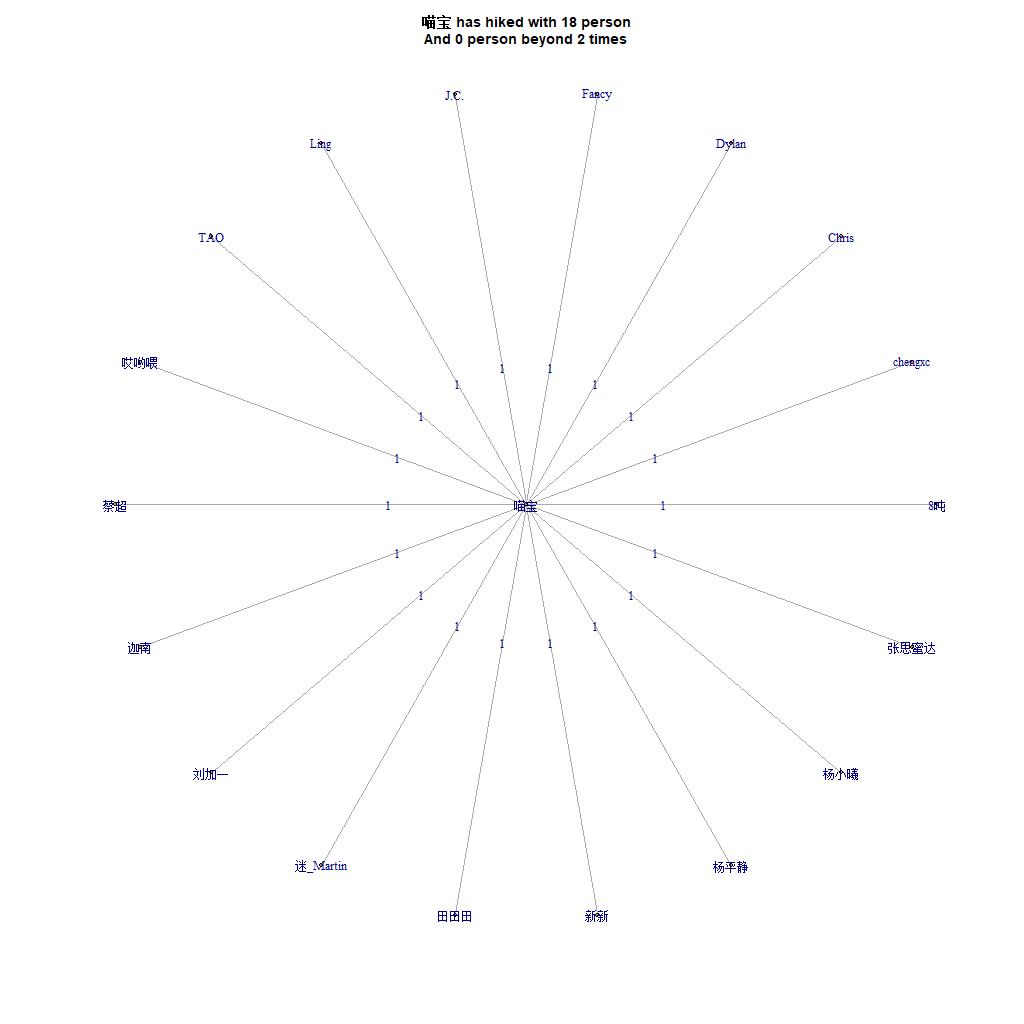 喵宝 has hiked with 18 person
And 0 person beyond 2 times
J.C.
Fancy
Ling
Dylan
TAO
Chris
哎哟喂
chengxc
1
1
1
1
1
1
1
1
蔡超
1
喵宝
1
8吨
1
1
1
1
1
1
1
1
迦南
张思蜜达
刘加一
杨小曦
迷_Martin
杨平静
田田田
新新